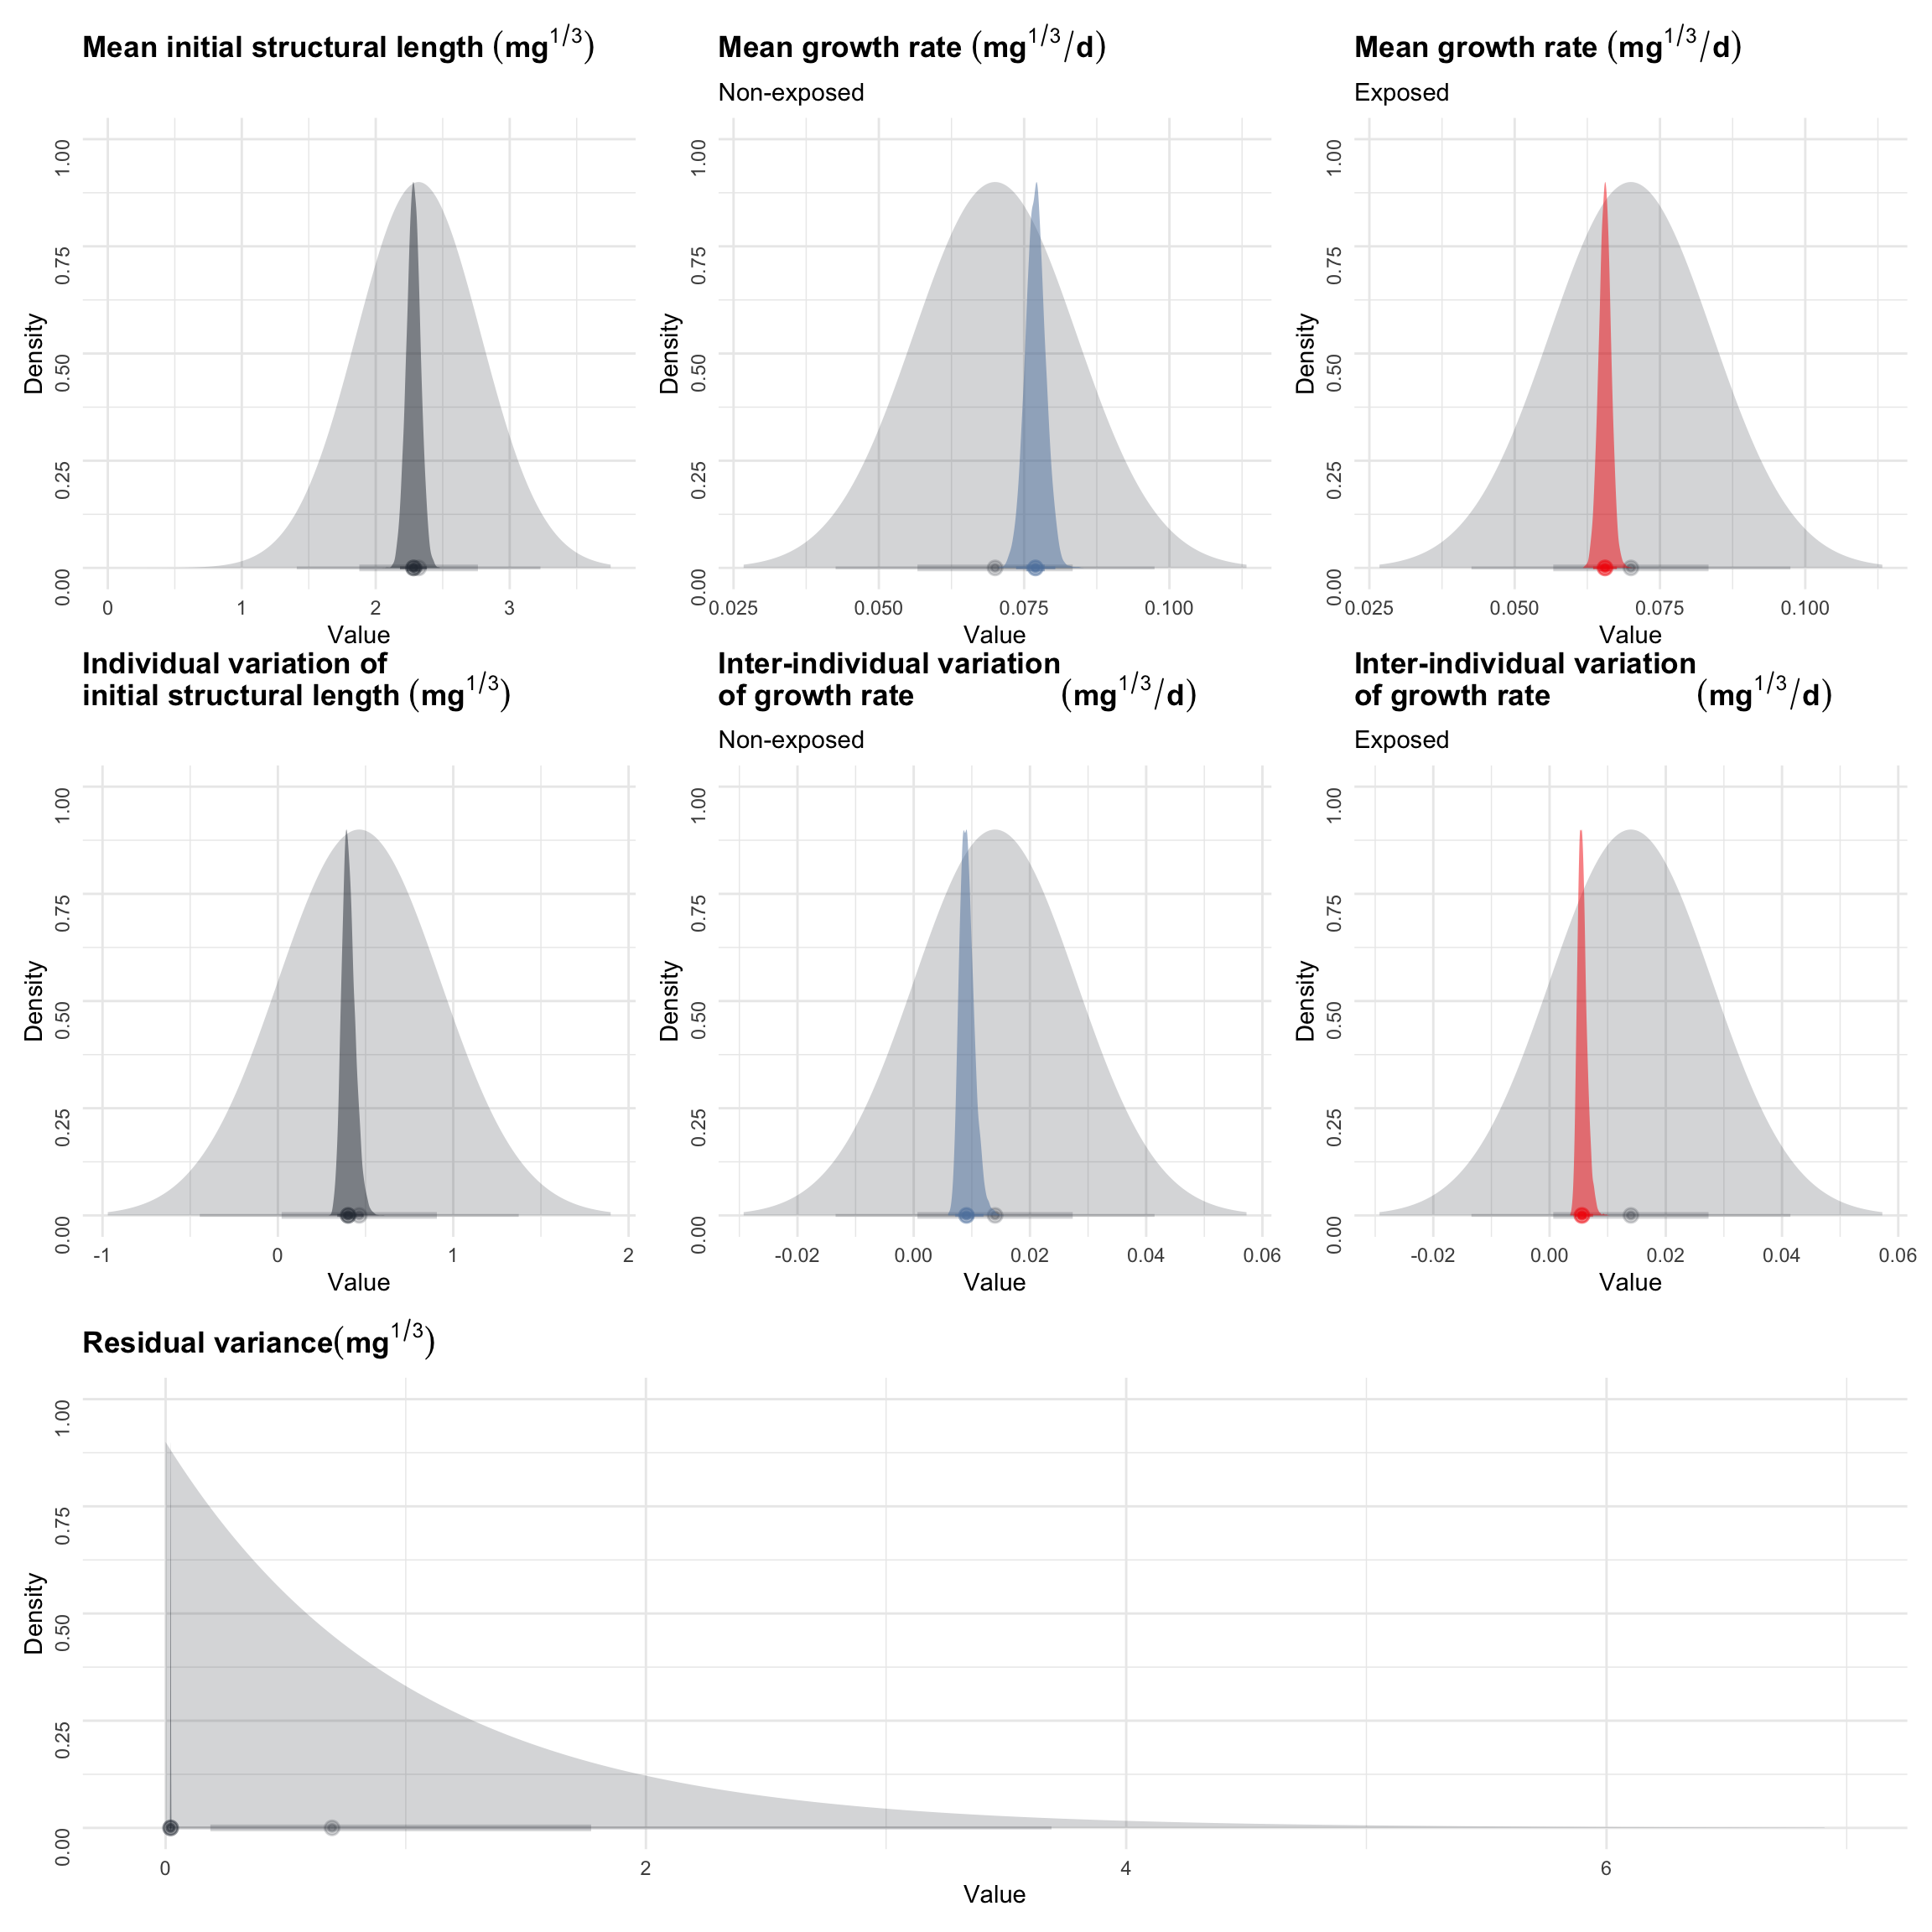 Mean initial structural length (mg^1/3)
Mean growth rate (mg^1/3/d)
Mean growth rate (mg^1/3/d)
Non-exposed
Exposed
Density
1.00
0.75
0.50
0.25
0.00
0 1 2 3
Value
Density
1.00
0.75
0.50
0.25
0.00
0.025 0.050 0.075 0.100
Value
Density
1.00
0.75
0.50
0.25
0.00
0.025 0.050 0.075 0.100
Value
Individual variation of
initial structural length (mg^1/3)
Inter-individual variation
of growth rate (mg^1/3/d)
Non-exposed
Inter-individual variation
of growth rate (mg^1/3/d)
Exposed
Density
1.00
0.75
0.50
0.25
0.00
-1 0 1 2
Value
Density
1.00
0.75
0.50
0.25
0.00
-0.02 0.00 0.02 0.04 0.06
Value
Density
1.00
0.75
0.50
0.25
0.00
-0.02 0.00 0.02 0.04 0.06
Value
Residual variance(mg^1/3)
Density
1.00
0.75
0.50
0.25
0.00
0 2 4 6
Value